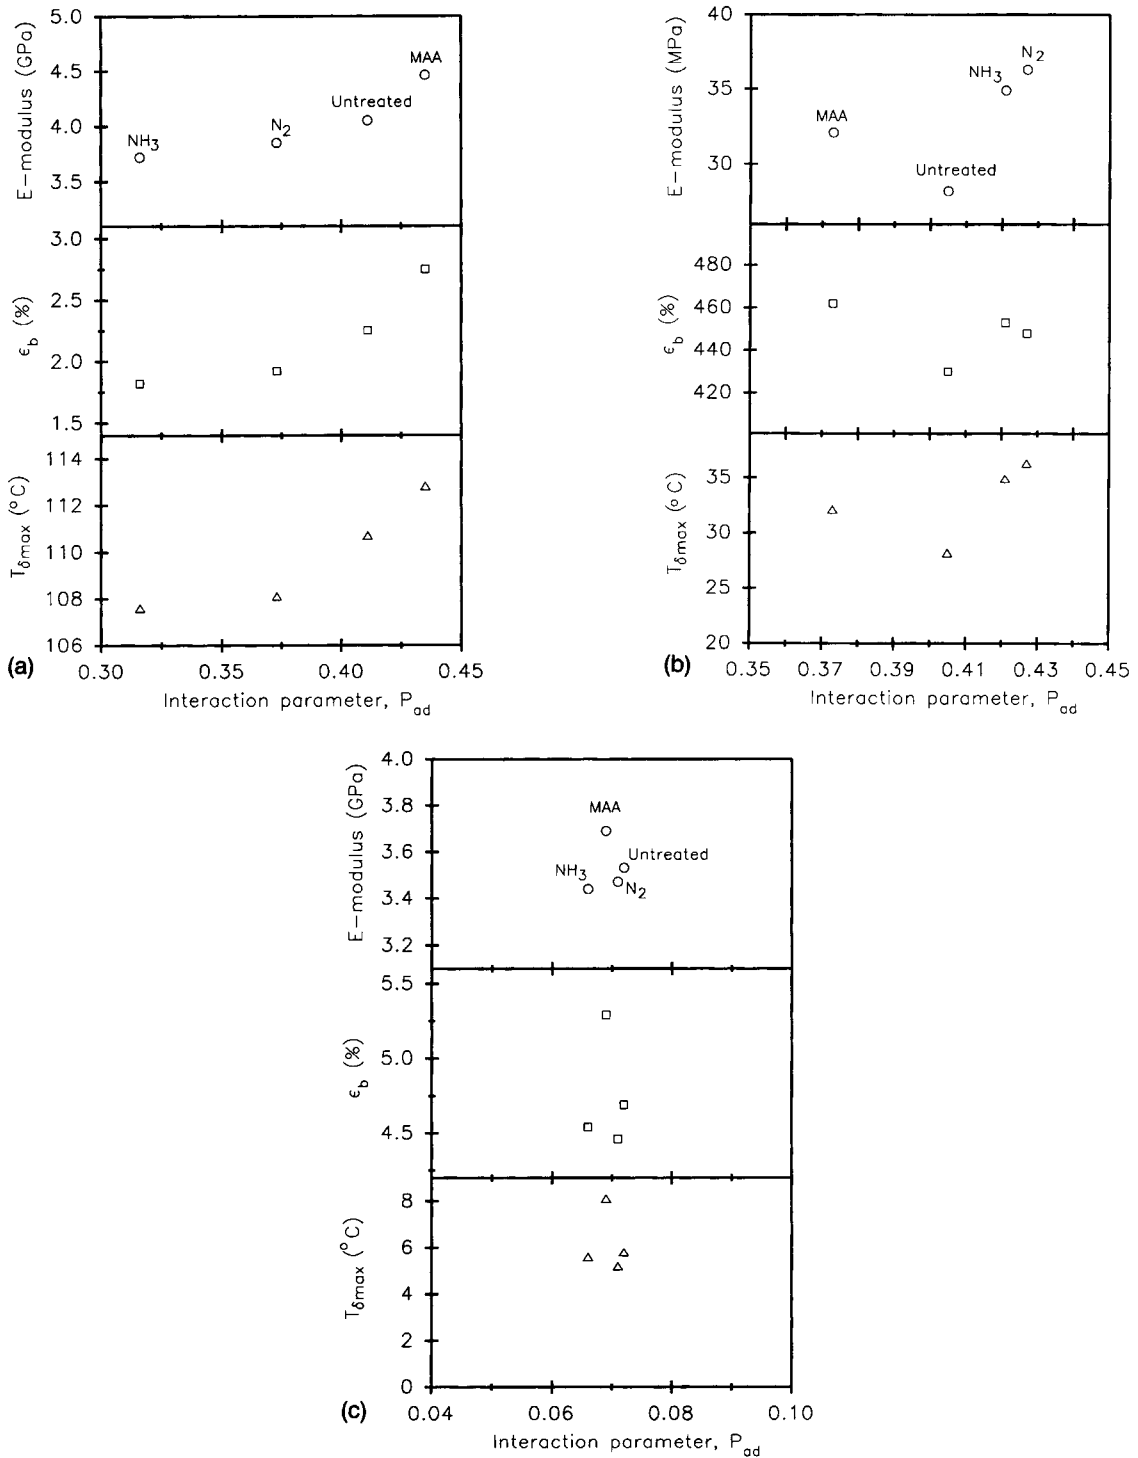 5.0
4.5
4.0
3.5
E-modulus (GPa)
NH3
N2
Untreated
MAA
3.0
2.5
2.0
1.5
εb (%)
114
112
110
108
106
Tδmax (°C)
0.30 0.35 0.40 0.45
(a)
Interaction parameter, Pad
40
35
30
E-modulus (MPa)
MAA
Untreated
NH3
N2
480
460
440
420
εb (%)
35
30
25
20
Tδmax (oC)
0.35 0.37 0.39 0.41 0.43 0.45
(b)
Interaction parameter, Pad
4.0
3.8
3.6
3.4
3.2
E-modulus (GPa)
MAA
Untreated
NH3
N2
5.5
5.0
4.5
εb (%)
8
6
4
2
0
Tδmax (°C)
0.04 0.06 0.08 0.10
(c)
Interaction parameter, Pad